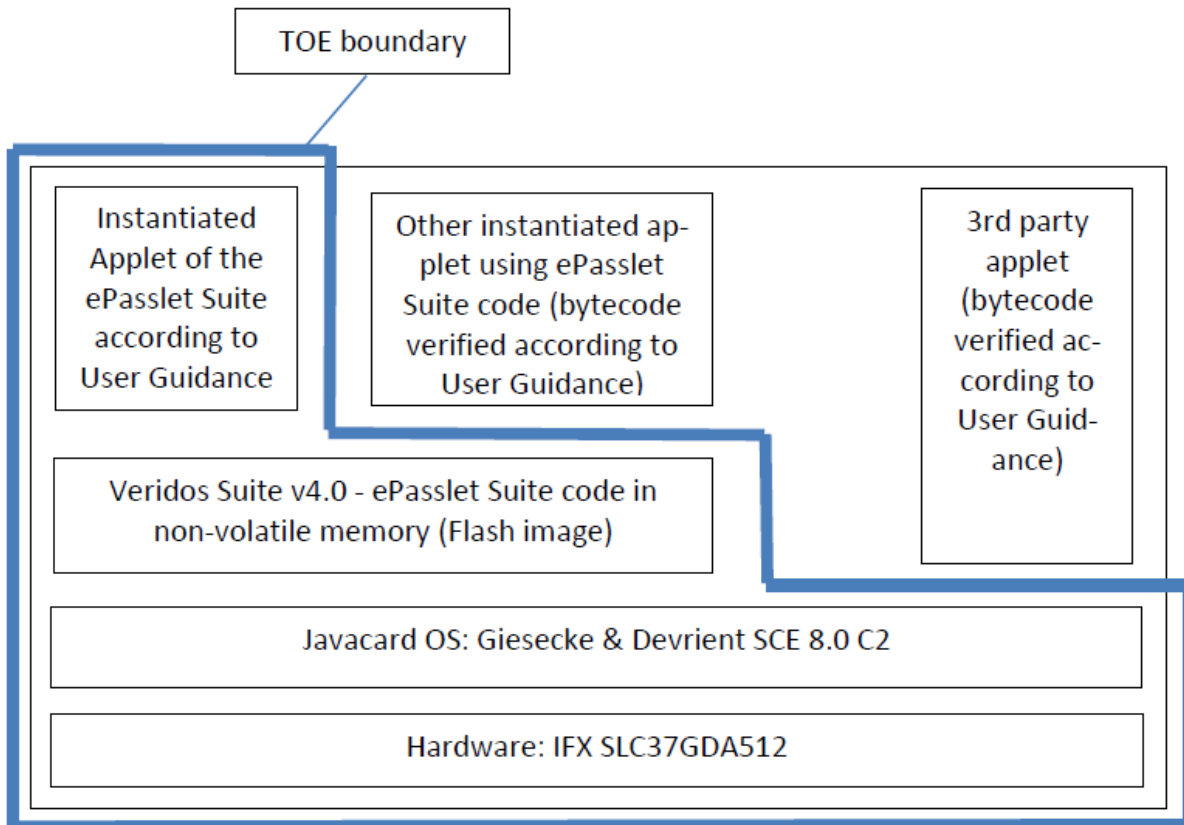 TOE boundary
Instantiated
Applet of the
ePasslet Suite
according to
User Guidance
Other instantiated ap-
plet using ePasslet
Suite code (bytecode
verified according to
User Guidance)
3rd party
applet
(bytecode
verified ac-
cording to
User Guid-
ance)
Veridos Suite v4.0 - ePasslet Suite code in
non-volatile memory (Flash image)
Javacard OS: Giesecke & Devrient SCE 8.0 C2
Hardware: IFX SLC37GDA512